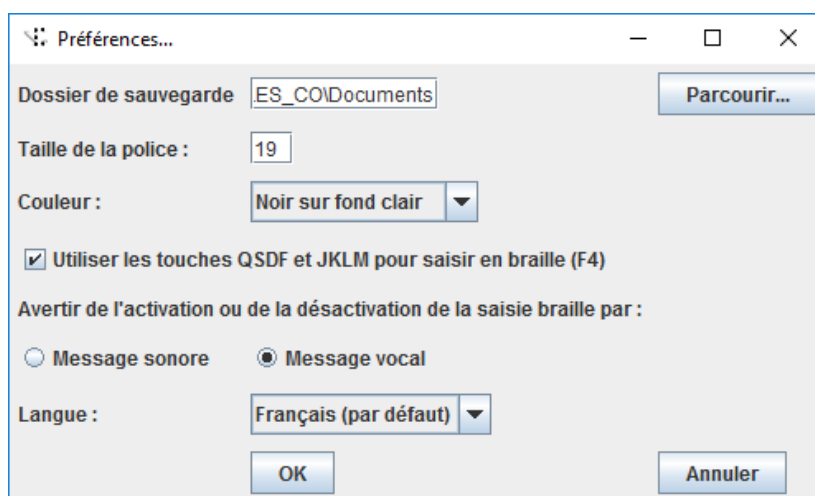 Préférences...
Dossier de sauvegarde ES_CO\Documents Parcourir...
Taille de la police : 19
Couleur : Noir sur fond clair
Utiliser les touches QSDF et JKLM pour saisir en braille (F4)
Avertir de l'activation ou de la désactivation de la saisie braille par :
Message sonore Message vocal
Langue : Français (par défaut)
OK Annuler